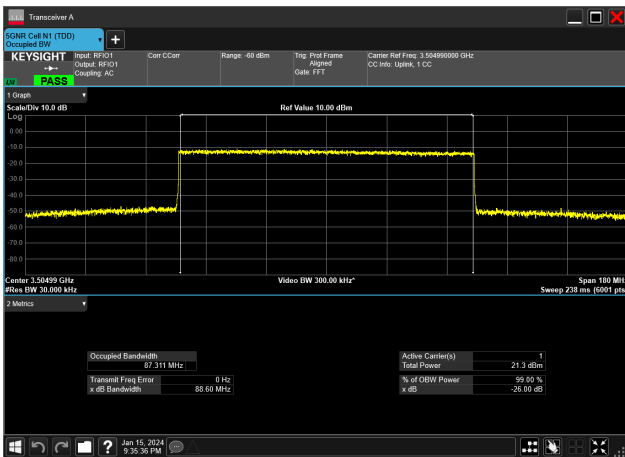 Transceiver A
5GNR Cell N1 (TDD)
Occupied BW
KEYSIGHT
PASS
Input: RFIO1
Output: RFIO1
Coupling: AC
Corr CCorr
Range: -60 dBm
Trig: Prot Frame
Aligned
Gate: FFT
Carrier Ref Freq: 3.504990000 GHz
CC Info: Uplink, 1 CC
1 Graph
Scale/Div 10.0 dB
Ref Value 10.00 dBm
Log
0.00
-10.0
-20.0
-30.0
-40.0
-50.0
-60.0
-70.0
-80.0
Center 3.50499 GHz
Video BW 300.00 kHz*
Span 180 MHz
#Res BW 30.000 kHz
Sweep 238 ms (6001 pts
2 Metrics
Occupied Bandwidth
87.311 MHz
Transmit Freq Error 0 Hz
x dB Bandwidth 88.60 MHz
Active Carrier(s) 1
Total Power 21.3 dBm
% of OBW Power 99.00 %
x dB -26.00 dB
?
Jan 15, 2024
9:35:36 PM